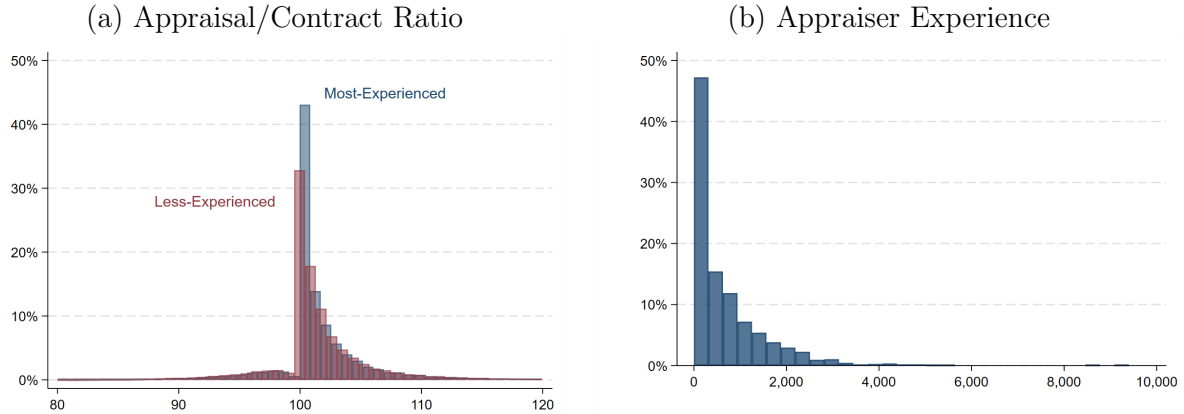 (a) Appraisal/Contract Ratio
50%
40%
30%
20%
10%
0%
Most-Experienced
Less-Experienced
80 90 100 110 120
(b) Appraiser Experience
50%
40%
30%
20%
10%
0%
0 2,000 4,000 6,000 8,000 10,000